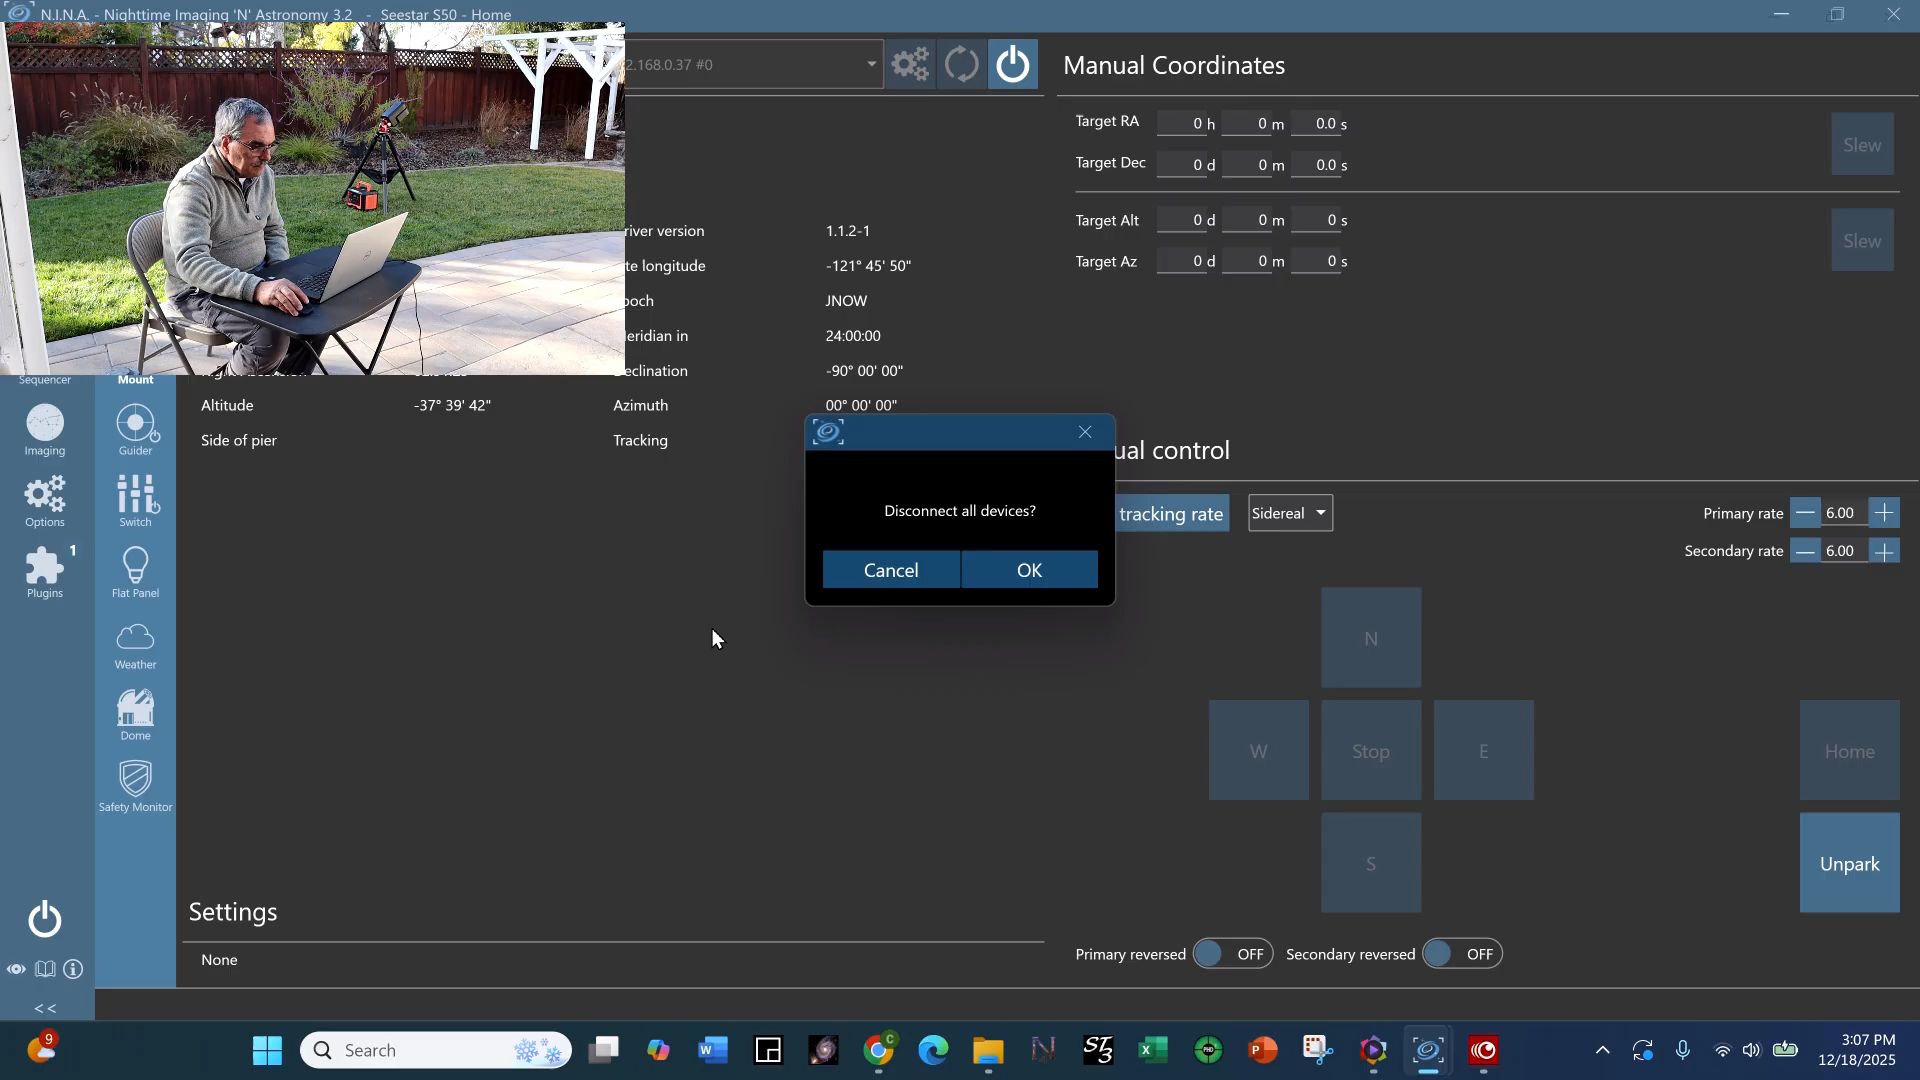 N.I.N.A. - Nighttime Imaging 'N' Astronomy 3.2 - Seestar S50 - Home
2.168.0.37 #0
Manual Coordinates
Target RA 0 h 0 m 0.0 s
Slew
Target Dec 0 d 0 m 0.0 s
Target Alt 0 d 0 m 0 s
Slew
Target Az 0 d 0 m 0 s
river version 1.1.2-1
te longitude -121° 45' 50"
poch JNOW
eridian in 24:00:00
eclination -90° 00' 00"
Altitude -37° 39' 42" Azimuth 00° 00' 00"
Side of pier Tracking
Sequencer
Mount
Imaging
Guider
Options
Switch
1
Plugins
Flat Panel
Weather
Dome
Safety Monitor
<<
Disconnect all devices?
Cancel OK
ual control
tracking rate Sidereal
Primary rate 6.00
Secondary rate 6.00
N
W Stop E
Home
S
Unpark
Primary reversed OFF Secondary reversed OFF
Settings
None
9
Search
3:07 PM
12/18/2025